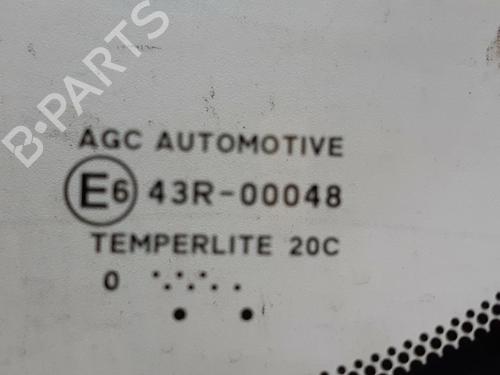 B·PARTS
AGC AUTOMOTIVE
E6 43R-00048
TEMPERLITE 20C
0